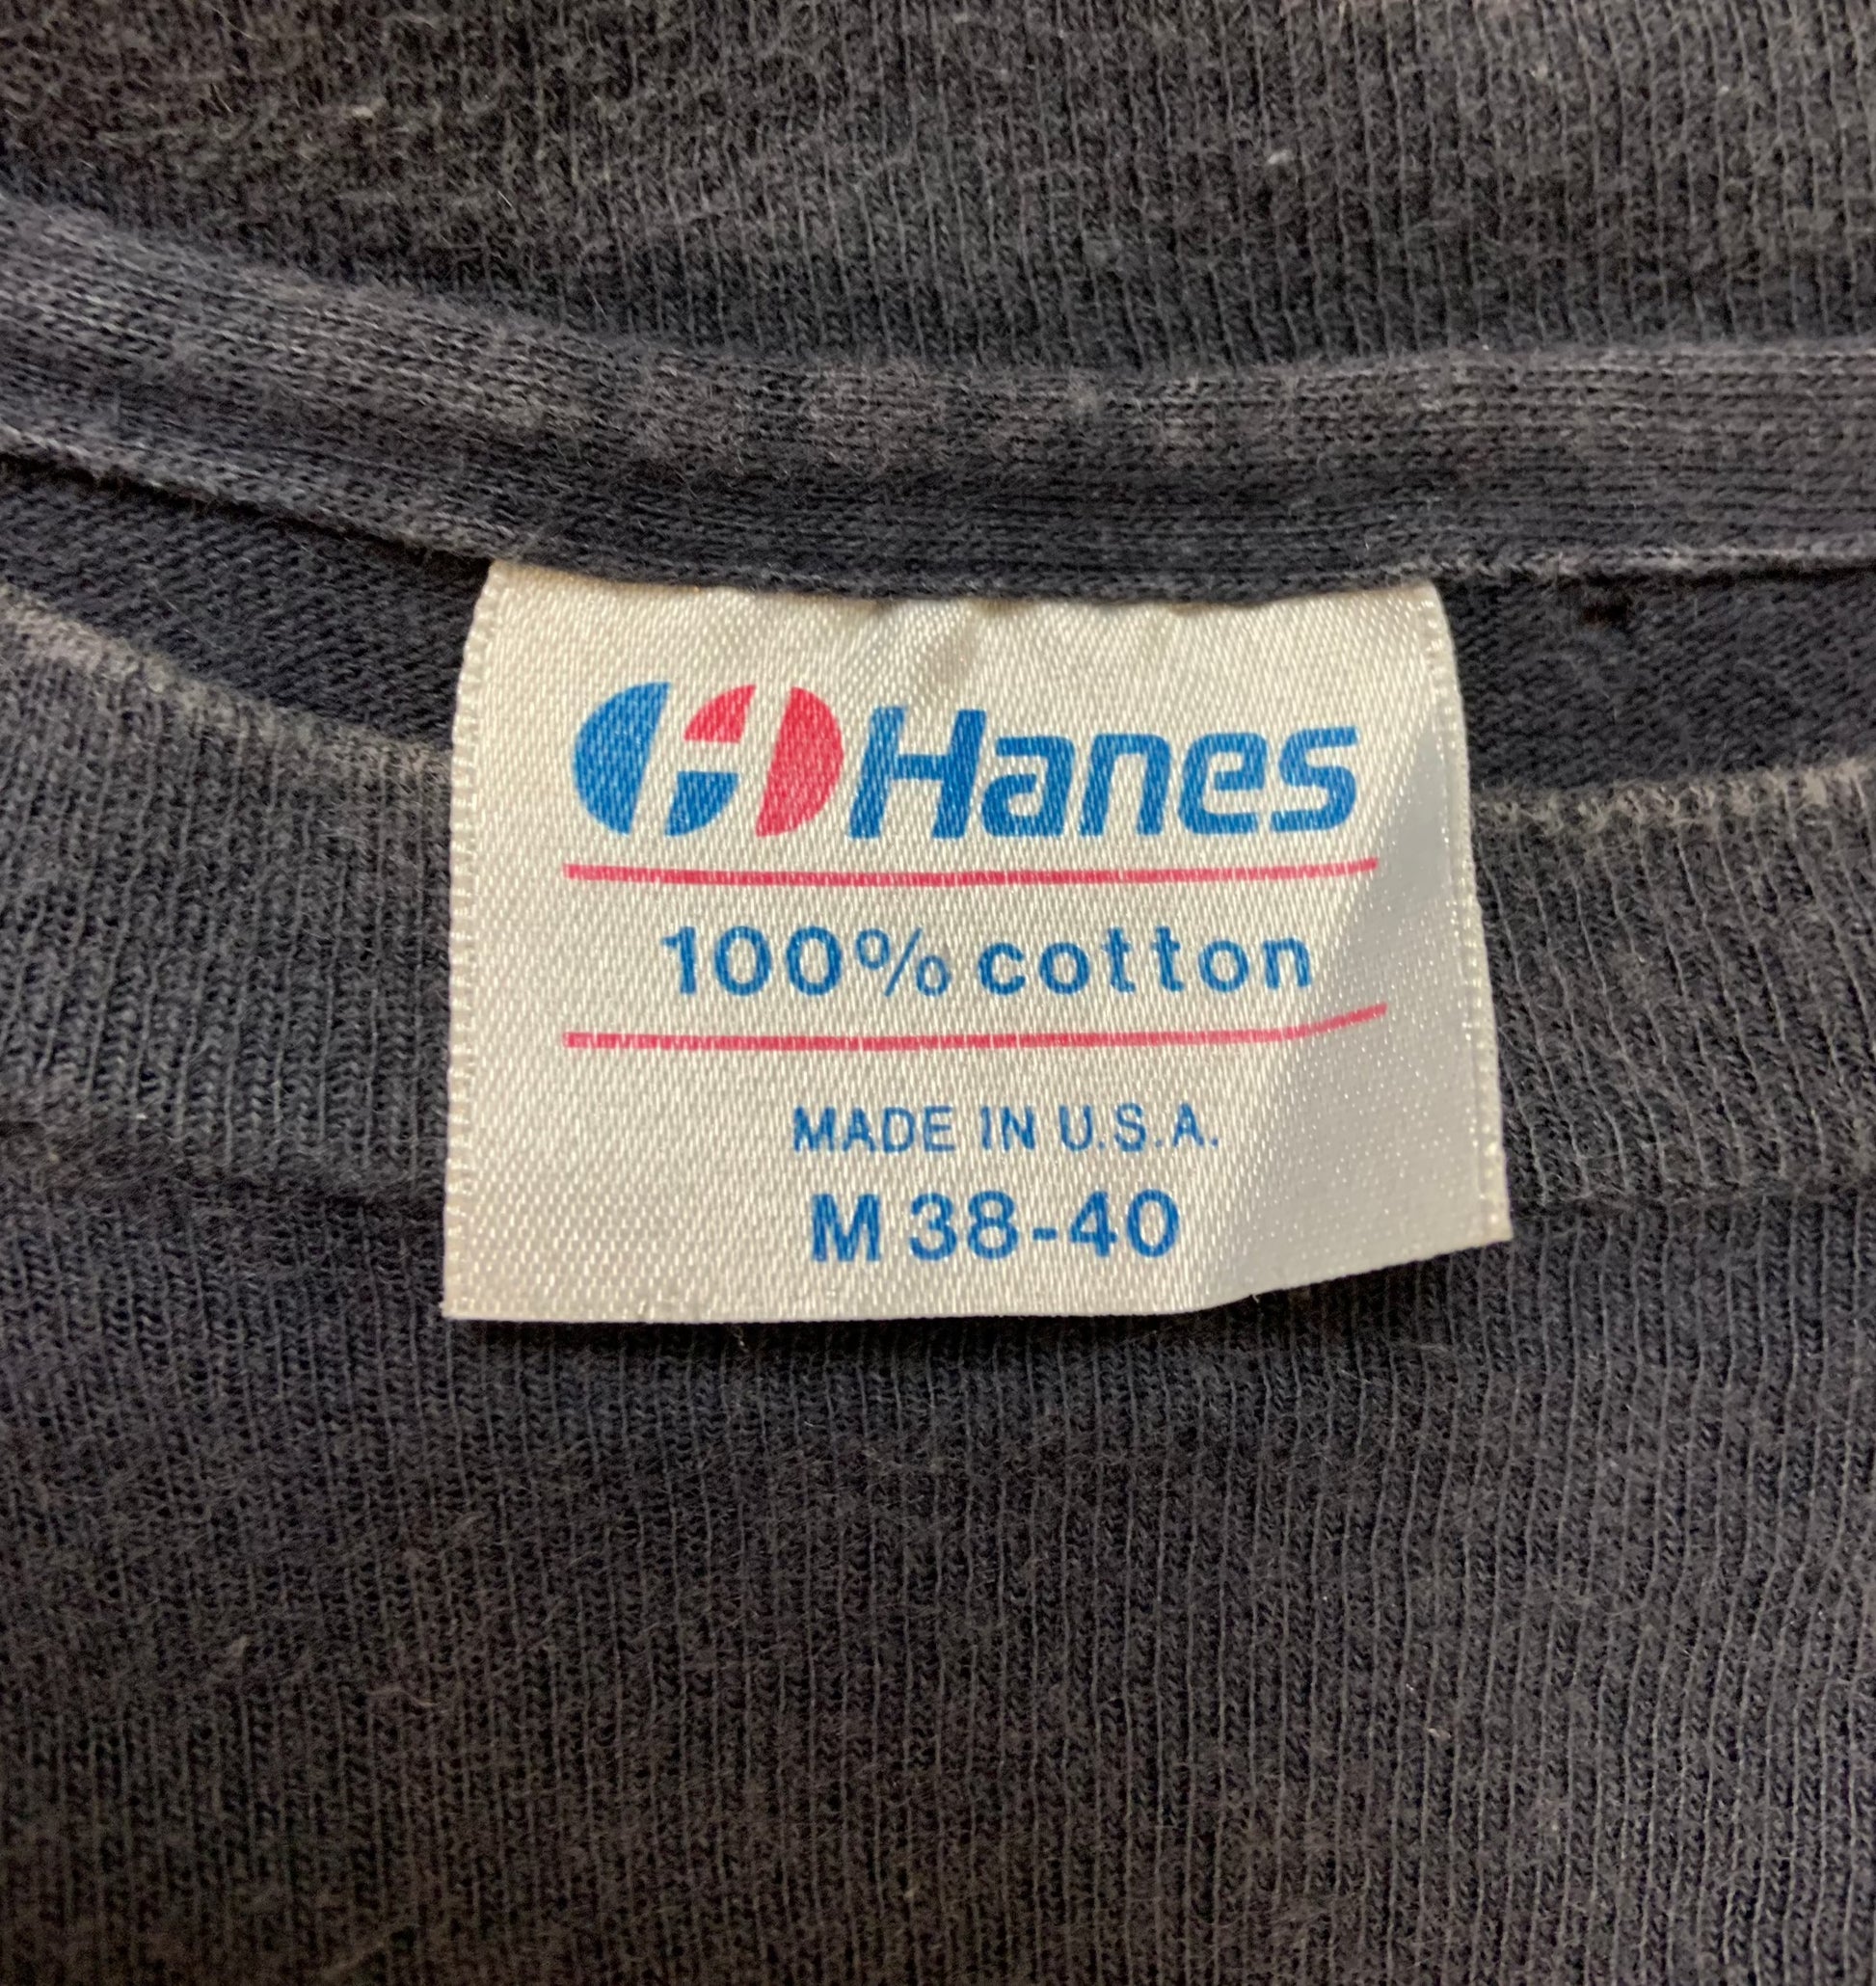 Hanes
100% cotton
MADE IN U.S.A.
M 38-40